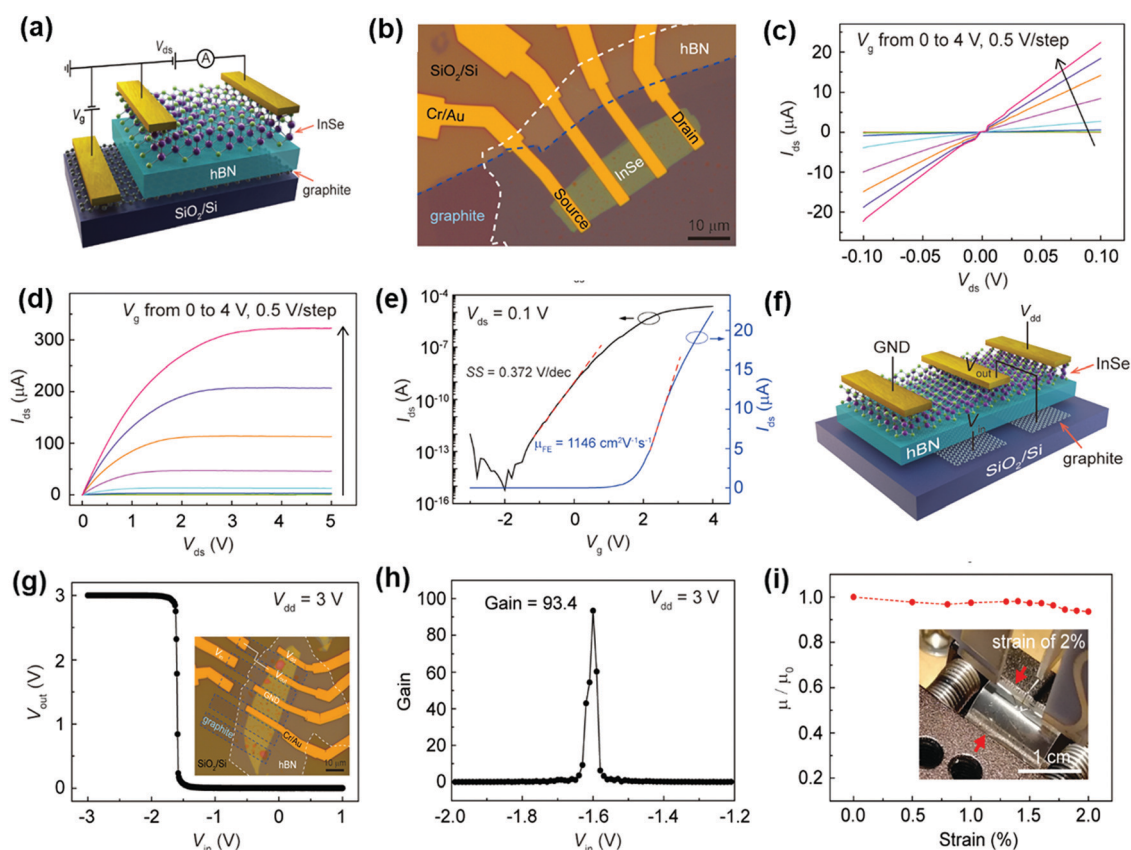 (a)
V_ds
A
V_g
InSe
hBN
graphite
SiO₂/Si
(b)
SiO₂/Si
hBN
Cr/Au
Drain
InSe
Source
graphite
10 μm
(c)
V_g from 0 to 4 V, 0.5 V/step
20
10
0
-10
-20
I_ds (μA)
-0.10
-0.05
0.00
0.05
0.10
V_ds (V)
(d)
V_g from 0 to 4 V, 0.5 V/step
300
200
100
0
I_ds (μA)
0
1
2
3
4
5
V_ds (V)
(e)
V_ds = 0.1 V
SS = 0.372 V/dec
μ_FE = 1146 cm²V⁻¹s⁻¹
10⁻⁴
10⁻⁶
10⁻⁷
10⁻⁸
10⁻¹⁰
10⁻¹²
10⁻¹³
10⁻¹⁵
10⁻¹⁶
I_ds (A)
20
15
10
5
0
I_ds (μA)
-2
0
2
4
V_g (V)
(f)
V_dd
GND
V_out
InSe
hBN
SiO₂/Si
graphite
(g)
V_dd = 3 V
3
2
1
0
V_out (V)
GND
graphite
Cr/Au
SiO₂/Si
hBN
10 μm
-3
-2
-1
0
1
V_in (V)
(h)
Gain = 93.4
V_dd = 3 V
100
80
60
40
20
0
Gain
-2.0
-1.8
-1.6
-1.4
-1.2
V_in (V)
(i)
1.0
0.8
0.6
0.4
0.2
μ / μ₀
strain of 2%
1 cm
0.0
0.5
1.0
1.5
2.0
Strain (%)